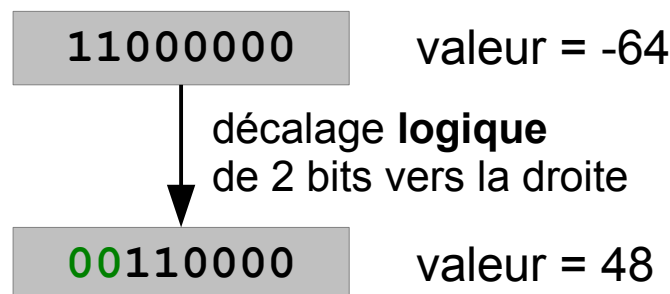 11000000 valeur = -64
décalage logique
de 2 bits vers la droite
00110000 valeur = 48